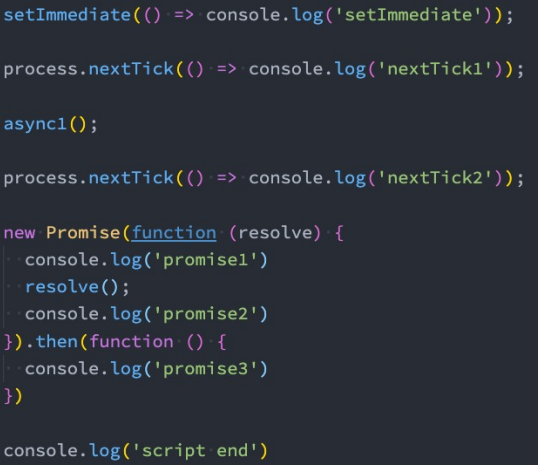 setImmediate(() => console.log('setImmediate'));
process.nextTick(() => console.log('nextTick1'));
async1();
process.nextTick(() => console.log('nextTick2'));
new Promise(function (resolve) {
  console.log('promise1')
  resolve();
  console.log('promise2')
}).then(function () {
  console.log('promise3')
})
console.log('script end')